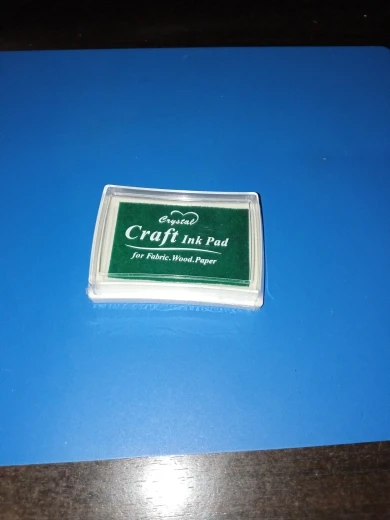 Crystal
Craft Ink Pad
for Fabric.Wood.Paper